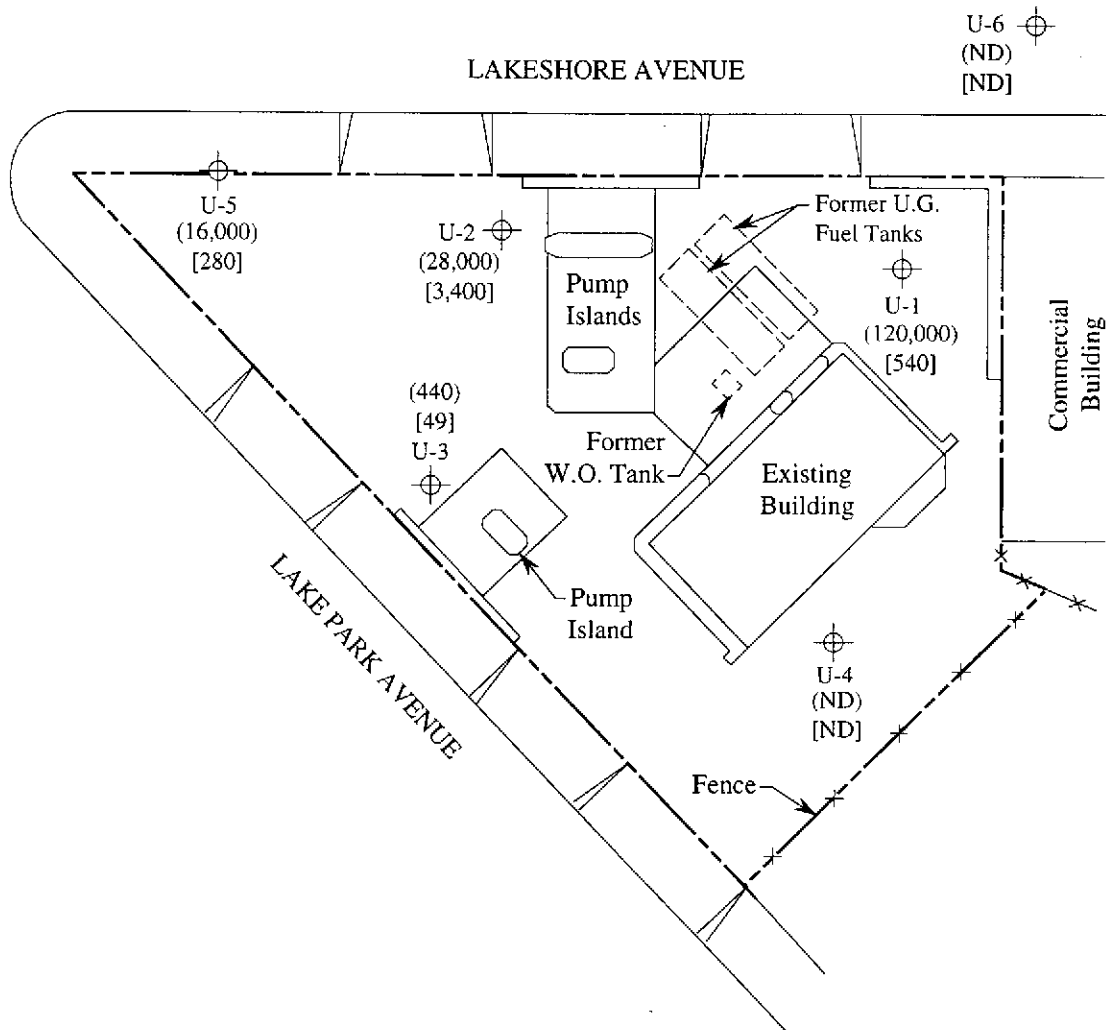 U-6
(ND)
[ND]
LAKESHORE AVENUE
U-5
(16,000)
[280]
U-2
(28,000)
[3,400]
Pump
Islands
Former U.G.
Fuel Tanks
U-1
(120,000)
[540]
Commercial
Building
(440)
[49]
U-3
Former
W.O. Tank
Existing
Building
Pump
Island
LAKE PARK AVENUE
U-4
(ND)
[ND]
Fence